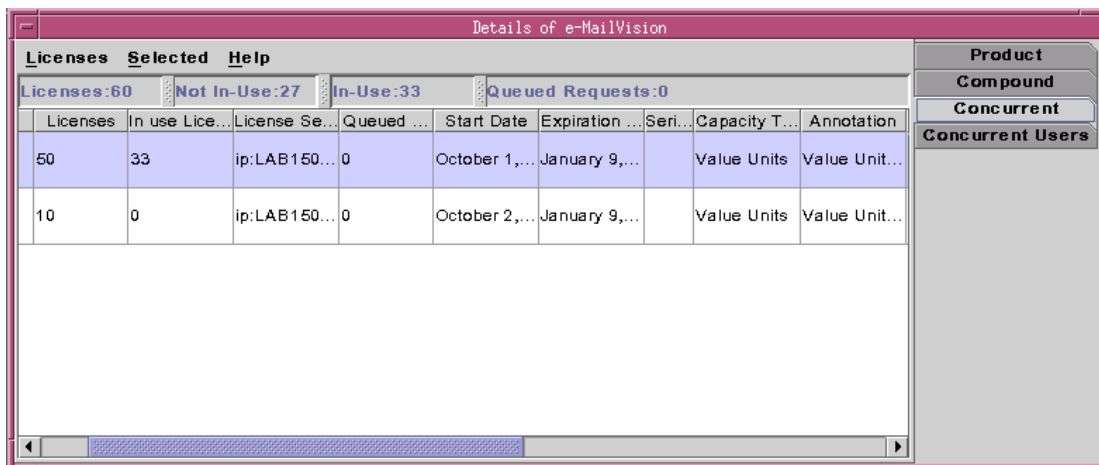 Details of e-MailVision
Licenses Selected Help
Licenses:60 Not In-Use:27 In-Use:33 Queued Requests:0
Licenses In use Lice... License Se... Queued ... Start Date Expiration ... Seri... Capacity T... Annotation
50 33 ip:LAB150... 0 October 1,... January 9,... Value Units Value Unit...
10 0 ip:LAB150... 0 October 2,... January 9,... Value Units Value Unit...
Product
Compound
Concurrent
Concurrent Users